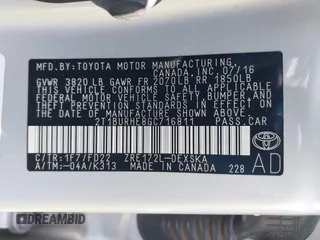 MFD.BY:TOYOTA MOTOR MANUFACTURING,
CANADA, INC. 07/16
GVWR 3820 LB GAWR FR 2070LB RR 1850LB
THIS VEHICLE CONFORMS TO ALL APPLICABLE
FEDERAL MOTOR VEHICLE SAFETY, BUMPER, AND
THEFT PREVENTION STANDARDS IN EFFECT ON
THE DATE OF MANUFACTURE SHOWN ABOVE.
2T1BURHE8GC716811 PASS.CAR
C/TR:1F7/FD22 ZRE172L-DEXSKA
A/TM:-04A/K313 MADE IN CANADA 228
AD
DREAMBID